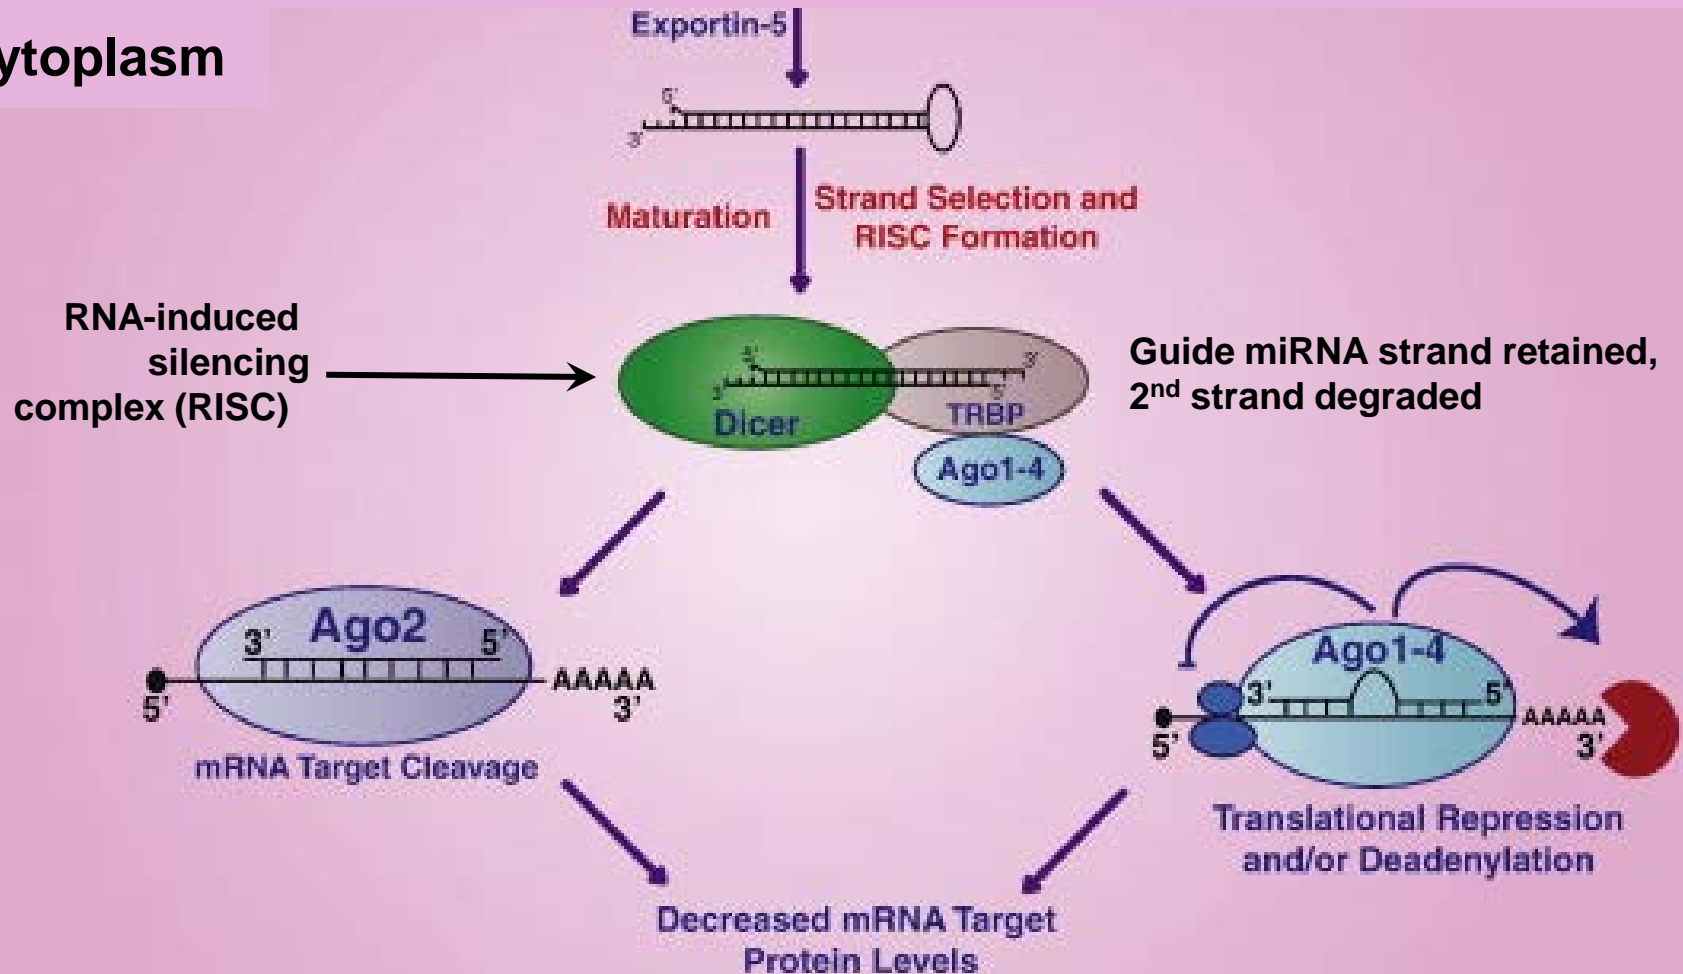 Exportin-5
ytoplasm
5'
3'
Maturation
Strand Selection and
RISC Formation
RNA-induced
silencing
complex (RISC)
3'
5'
Dicer
TRBP
Ago1-4
Guide miRNA strand retained,
2nd strand degraded
Ago2
3' 5'
AAAAA
5' 3'
mRNA Target Cleavage
Ago1-4
3' 5'
AAAAA
5' 3'
Translational Repression
and/or Deadenylation
Decreased mRNA Target
Protein Levels